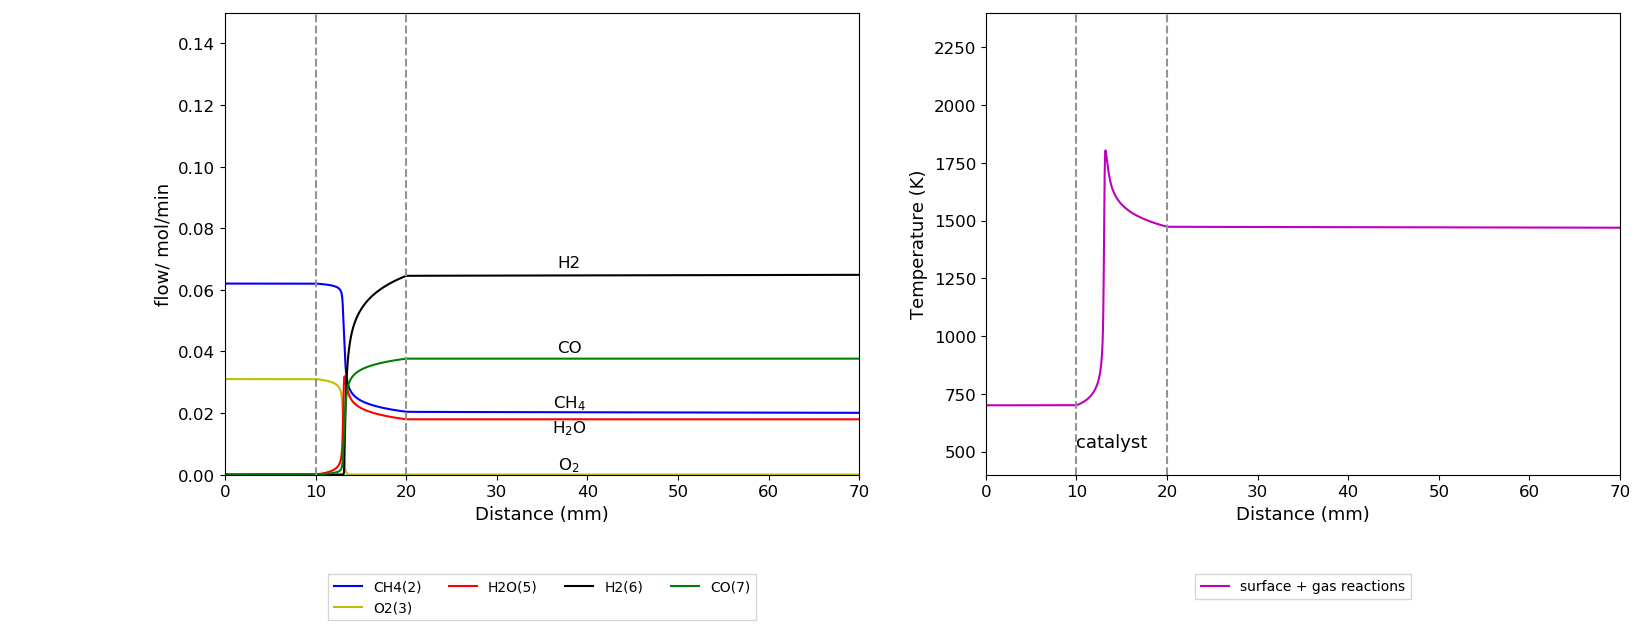 0.14
0.12
0.10
0.08
0.06
0.04
0.02
0.00
flow/ mol/min
H2
CO
CH₄
H₂O
O₂
0 10 20 30 40 50 60 70
Distance (mm)
CH4(2) H2O(5) H2(6) CO(7)
O2(3)
2250
2000
1750
1500
1250
1000
750
500
Temperature (K)
catalyst
0 10 20 30 40 50 60 70
Distance (mm)
surface + gas reactions